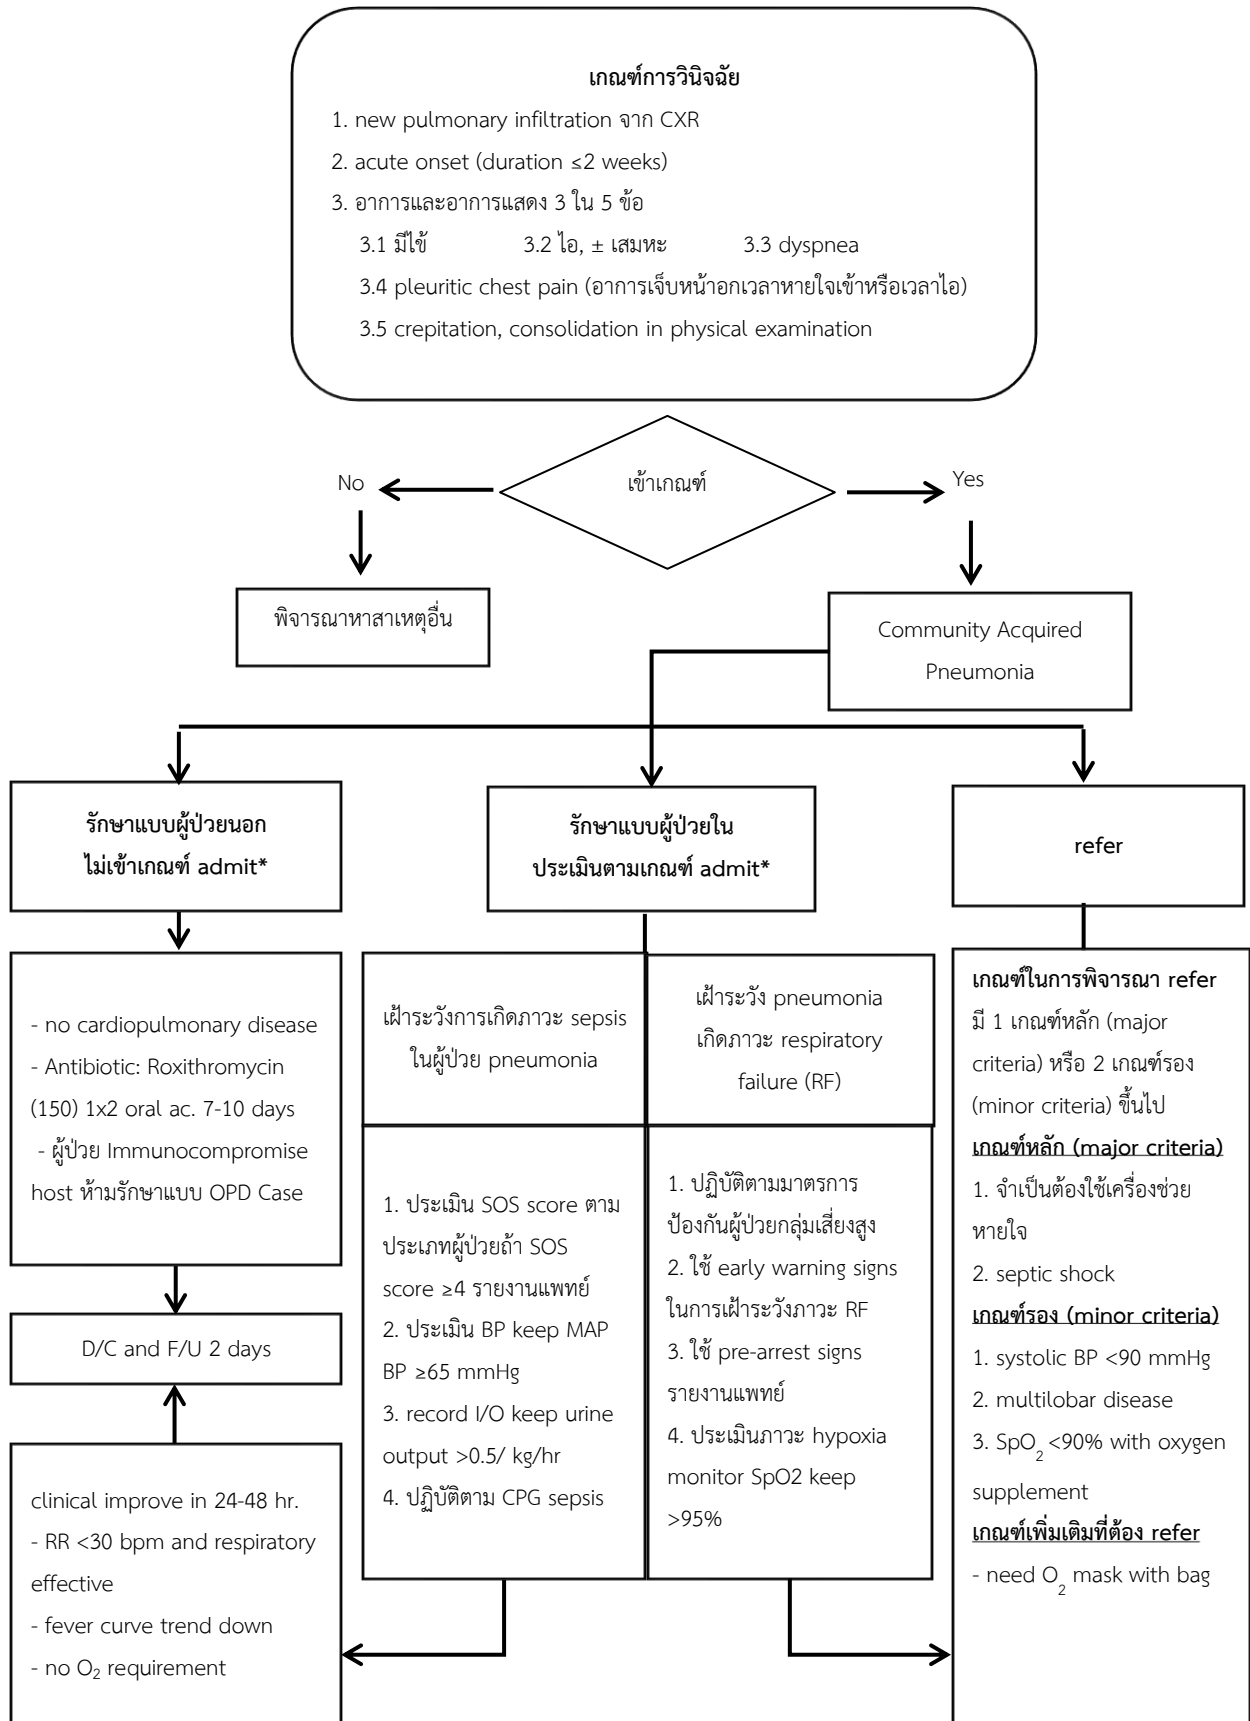 เกณฑ์การวินิจฉัย
1. new pulmonary infiltration จาก CXR
2. acute onset (duration ≤2 weeks)
3. อาการและอาการแสดง 3 ใน 5 ข้อ
3.1 มีไข้ 3.2 ไอ, ± เสมหะ 3.3 dyspnea
3.4 pleuritic chest pain (อาการเจ็บหน้าอกเวลาหายใจเข้าหรือเวลาไอ)
3.5 crepitation, consolidation in physical examination
เข้าเกณฑ์
No
Yes
พิจารณาหาสาเหตุอื่น
Community Acquired
Pneumonia
รักษาแบบผู้ป่วยนอก
ไม่เข้าเกณฑ์ admit*
รักษาแบบผู้ป่วยใน
ประเมินตามเกณฑ์ admit*
refer
- no cardiopulmonary disease
- Antibiotic: Roxithromycin
(150) 1x2 oral ac. 7-10 days
- ผู้ป่วย Immunocompromise
host ห้ามรักษาแบบ OPD Case
D/C and F/U 2 days
clinical improve in 24-48 hr.
- RR <30 bpm and respiratory
effective
- fever curve trend down
- no O₂ requirement
เฝ้าระวังการเกิดภาวะ sepsis
ในผู้ป่วย pneumonia
1. ประเมิน SOS score ตาม
ประเภทผู้ป่วยถ้า SOS
score ≥4 รายงานแพทย์
2. ประเมิน BP keep MAP
BP ≥65 mmHg
3. record I/O keep urine
output >0.5/ kg/hr
4. ปฏิบัติตาม CPG sepsis
เฝ้าระวัง pneumonia
เกิดภาวะ respiratory
failure (RF)
1. ปฏิบัติตามมาตรการ
ป้องกันผู้ป่วยกลุ่มเสี่ยงสูง
2. ใช้ early warning signs
ในการเฝ้าระวังภาวะ RF
3. ใช้ pre-arrest signs
รายงานแพทย์
4. ประเมินภาวะ hypoxia
monitor SpO2 keep
>95%
เกณฑ์ในการพิจารณา refer
มี 1 เกณฑ์หลัก (major
criteria) หรือ 2 เกณฑ์รอง
(minor criteria) ขึ้นไป
เกณฑ์หลัก (major criteria)
1. จำเป็นต้องใช้เครื่องช่วย
หายใจ
2. septic shock
เกณฑ์รอง (minor criteria)
1. systolic BP <90 mmHg
2. multilobar disease
3. SpO₂ <90% with oxygen
supplement
เกณฑ์เพิ่มเติมที่ต้อง refer
- need O₂ mask with bag